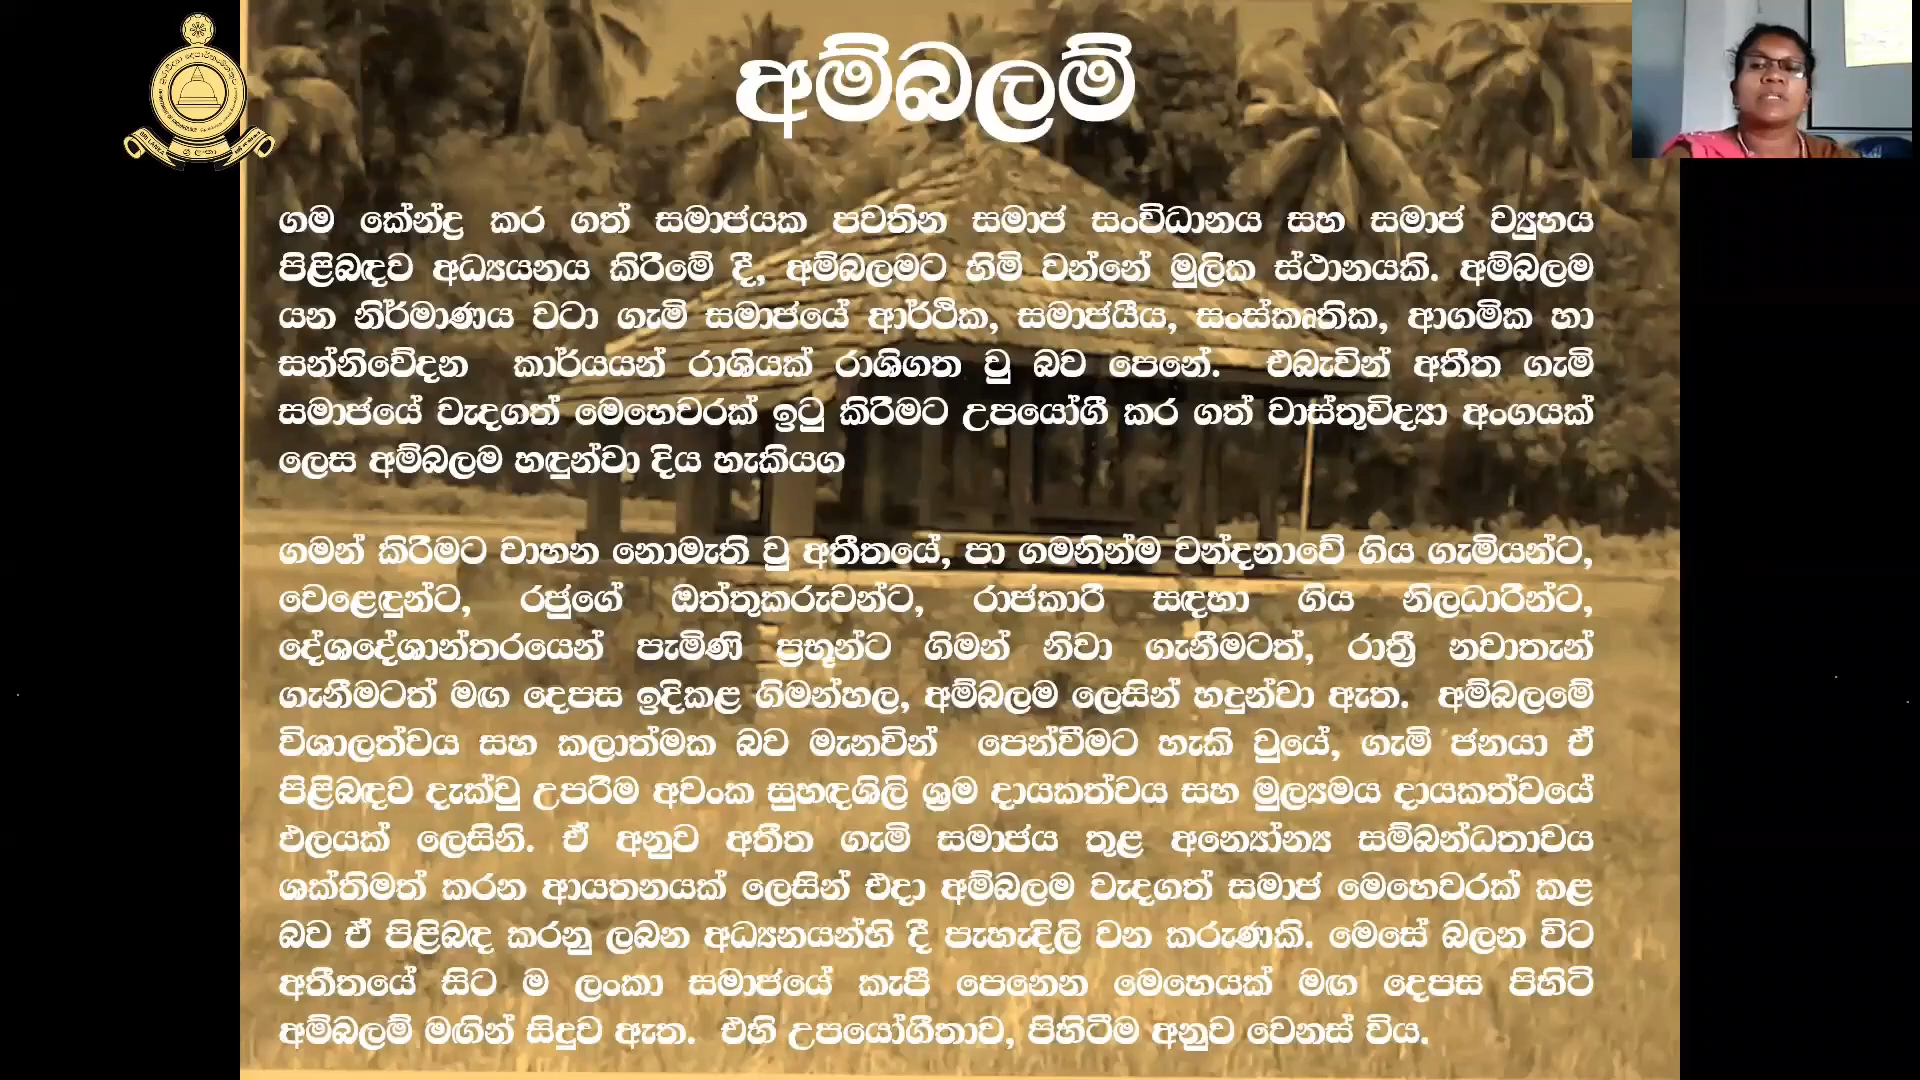 අම්බලම්
ගම කේන්ද්‍ර කර ගත් සමාජයක පවතින සමාජ සංවිධානය සහ සමාජ ව්‍යුහය
පිළිබඳව අධ්‍යයනය කිරීමේ දී, අම්බලමට හිමි වන්නේ මුලික ස්ථානයකි. අම්බලම
යන නිර්මාණය වටා ගැමි සමාජයේ ආර්ථික, සමාජයීය, සංස්කෘතික, ආගමික හා
සන්නිවේදන කාර්යයන් රාශියක් රාශිගත වු බව පෙනේ. එබැවින් අතීත ගැමි
සමාජයේ වැදගත් මෙහෙවරක් ඉටු කිරීමට උපයෝගී කර ගත් වාස්තුවිද්‍යා අංගයක්
ලෙස අම්බලම හඳුන්වා දිය හැකියග
ගමන් කිරීමට වාහන නොමැති වු අතීතයේ, පා ගමනින්ම වන්දනාවේ ගිය ගැමියන්ට,
වෙළෙඳුන්ට, රජුගේ ඔත්තුකරුවන්ට, රාජකාරී සඳහා ගිය නිලධාරීන්ට,
දේශදේශාන්තරයෙන් පැමිණි ප්‍රභූන්ට ගිමන් නිවා ගැනීමටත්, රාත්‍රී නවාතැන්
ගැනීමටත් මඟ දෙපස ඉදිකළ ගිමන්හල, අම්බලම ලෙසින් හදුන්වා ඇත. අම්බලමේ
විශාලත්වය සහ කලාත්මක බව මැනවින් පෙන්වීමට හැකි වුයේ, ගැමි ජනයා ඒ
පිළිබඳව දැක්වු උපරීම අවංක සුහඳශිලි ශ්‍රම දායකත්වය සහ මුල්‍යමය දායකත්වයේ
ඵලයක් ලෙසිනි. ඒ අනුව අතීත ගැමි සමාජය තුළ අන්‍යෝන්‍ය සම්බන්ධතාවය
ශක්තිමත් කරන ආයතනයක් ලෙසින් එදා අම්බලම වැදගත් සමාජ මෙහෙවරක් කළ
බව ඒ පිළිබඳ කරනු ලබන අධ්‍යනයන්හි දී පැහැදිලි වන කරුණකි. මෙසේ බලන විට
අතීතයේ සිට ම ලංකා සමාජයේ කැපී පෙනෙන මෙහෙයක් මඟ දෙපස පිහිටි
අම්බලම් මඟින් සිදුව ඇත. එහි උපයෝගීතාව, පිහිටීම අනුව වෙනස් විය.